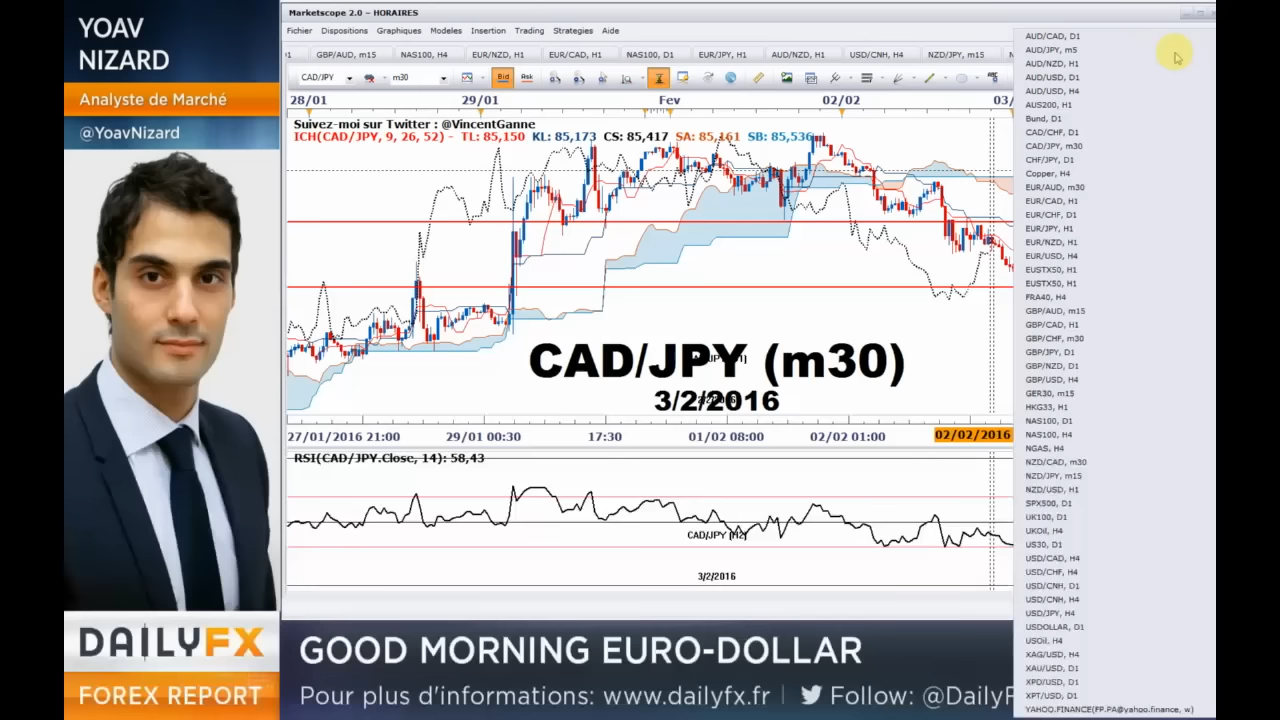 YOAV
NIZARD
Analyste de Marché
@YoavNizard
DAILYFX
FOREX REPORT
Marketscope 2.0 – HORAIRES
Fichier Dispositions Graphiques Modeles Insertion Trading Strategies Aide
GBP/AUD, m15 NAS100, H4 EUR/NZD, H1 EUR/CAD, H1 NAS100, D1 EUR/JPY, H1 AUD/NZD, H1 USD/CNH, H4 NZD/JPY, m15
CAD/JPY m30 Bid Ask
28/01 29/01 Fev 02/02 03/
Suivez-moi sur Twitter : @VincentGanne
ICH(CAD/JPY, 9, 26, 52) - TL: 85,150 KL: 85,173 CS: 85,417 SA: 85,161 SB: 85,536
CAD/JPY (m30)
3/2/2016
27/01/2016 21:00 29/01 00:30 17:30 01/02 08:00 02/02 01:00 02/02/2016
RSI(CAD/JPY.Close, 14): 58,43
CAD/JPY (H2)
3/2/2016
GOOD MORNING EURO-DOLLAR
Pour plus d'informations: www.dailyfx.fr | Follow: @DailyF
AUD/CAD, D1
AUD/JPY, m5
AUD/NZD, H1
AUD/USD, D1
AUD/USD, H4
AUS200, H1
Bund, D1
CAD/CHF, D1
CAD/JPY, m30
CHF/JPY, D1
Copper, H4
EUR/AUD, m30
EUR/CAD, H1
EUR/CHF, D1
EUR/JPY, H1
EUR/NZD, H1
EUR/USD, H4
EUSTX50, H1
EUSTX50, H1
FRA40, H4
GBP/AUD, m15
GBP/CAD, H1
GBP/CHF, m30
GBP/JPY, D1
GBP/NZD, D1
GBP/USD, H4
GER30, m15
HKG33, H1
NAS100, D1
NAS100, H4
NGAS, H4
NZD/CAD, m30
NZD/JPY, m15
NZD/USD, H1
SPX500, D1
UK100, D1
UKOil, H4
US30, D1
USD/CAD, H4
USD/CHF, H4
USD/CNH, D1
USD/CNH, H4
USD/JPY, H4
USDOLLAR, D1
USOil, H4
XAG/USD, H4
XAU/USD, D1
XPD/USD, D1
XPT/USD, D1
YAHOO.FINANCE(FP.PA@yahoo.finance, w)